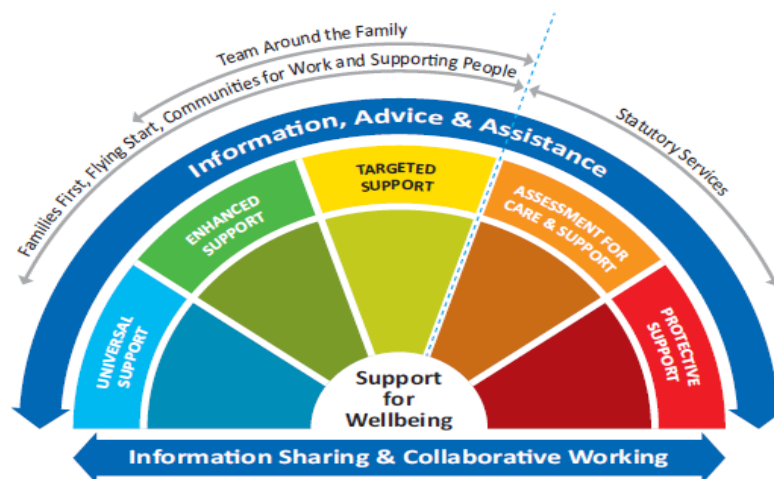 Team Around the Family
Families First, Flying Start, Communities for Work and Supporting People
Statutory Services
Information, Advice & Assistance
UNIVERSAL
SUPPORT
ENHANCED
SUPPORT
TARGETED
SUPPORT
ASSESSMENT FOR
CARE & SUPPORT
PROTECTIVE
SUPPORT
Support
for
Wellbeing
Information Sharing & Collaborative Working